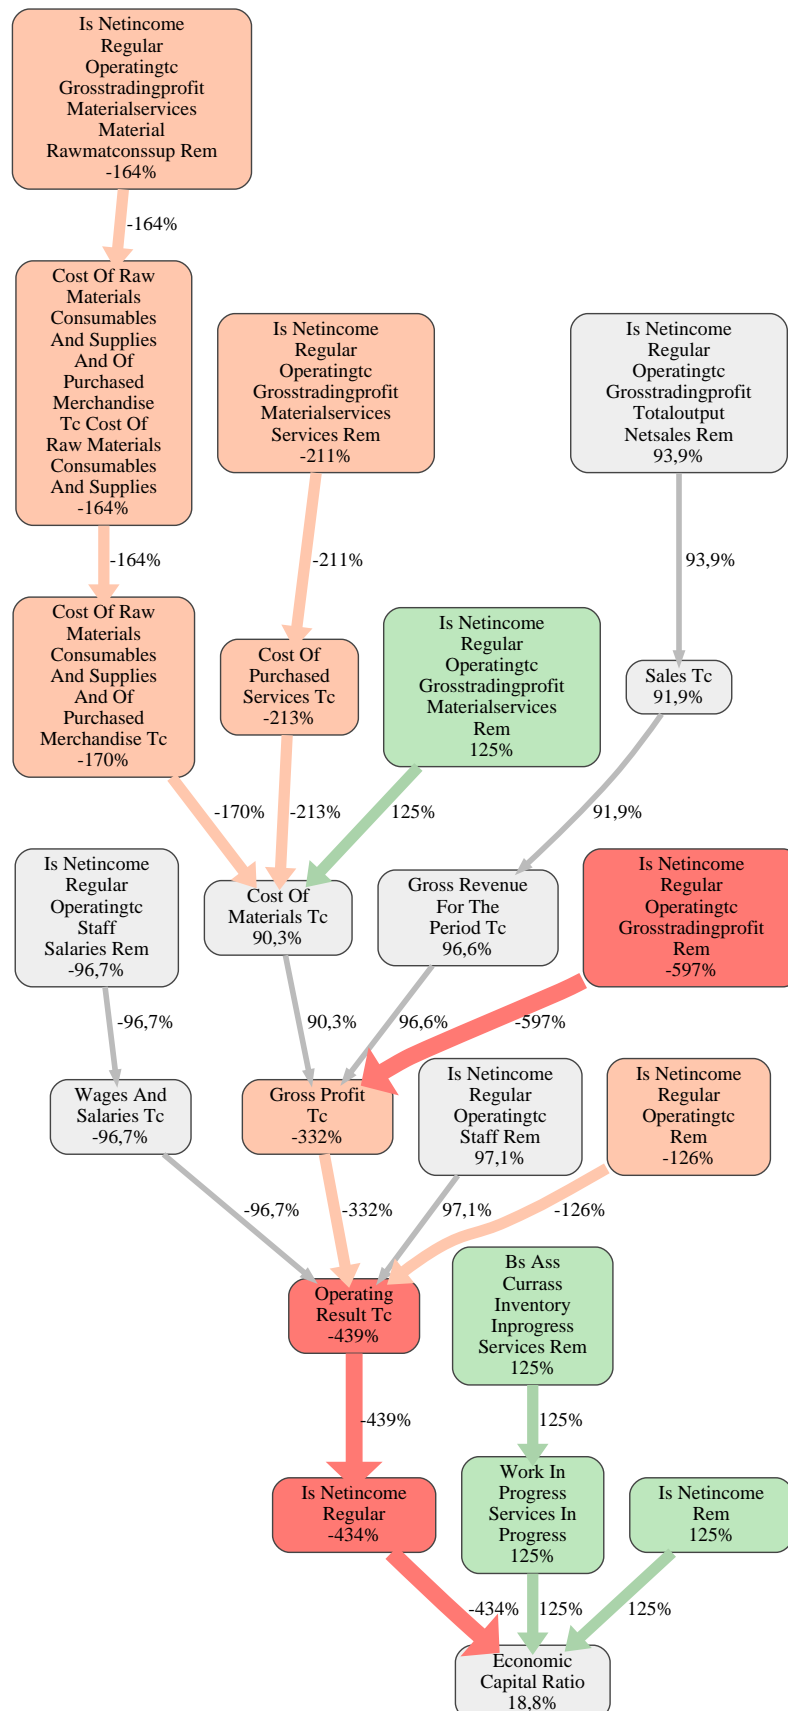 Is Netincome
Regular
Operatingtc
Grosstradingprofit
Materialservices
Material
Rawmatconssup Rem
-164%
-164%
Cost Of Raw
Materials
Consumables
And Supplies
And Of
Purchased
Merchandise
Tc Cost Of
Raw Materials
Consumables
And Supplies
-164%
Is Netincome
Regular
Operatingtc
Grosstradingprofit
Materialservices
Services Rem
-211%
Is Netincome
Regular
Operatingtc
Grosstradingprofit
Totaloutput
Netsales Rem
93,9%
-164%
-211%
93,9%
Cost Of Raw
Materials
Consumables
And Supplies
And Of
Purchased
Merchandise Tc
-170%
Cost Of
Purchased
Services Tc
-213%
Is Netincome
Regular
Operatingtc
Grosstradingprofit
Materialservices
Rem
125%
Sales Tc
91,9%
-170%
-213%
125%
91,9%
Is Netincome
Regular
Operatingtc
Staff
Salaries Rem
-96,7%
Cost Of
Materials Tc
90,3%
Gross Revenue
For The
Period Tc
96,6%
Is Netincome
Regular
Operatingtc
Grosstradingprofit
Rem
-597%
-96,7%
90,3%
96,6%
-597%
Wages And
Salaries Tc
-96,7%
Gross Profit
Tc
-332%
Is Netincome
Regular
Operatingtc
Staff Rem
97,1%
Is Netincome
Regular
Operatingtc
Rem
-126%
-96,7%
-332%
97,1%
-126%
Operating
Result Tc
-439%
Bs Ass
Currass
Inventory
Inprogress
Services Rem
125%
-439%
125%
Is Netincome
Regular
-434%
Work In
Progress
Services In
Progress
125%
Is Netincome
Rem
125%
-434%
125%
125%
Economic
Capital Ratio
18,8%